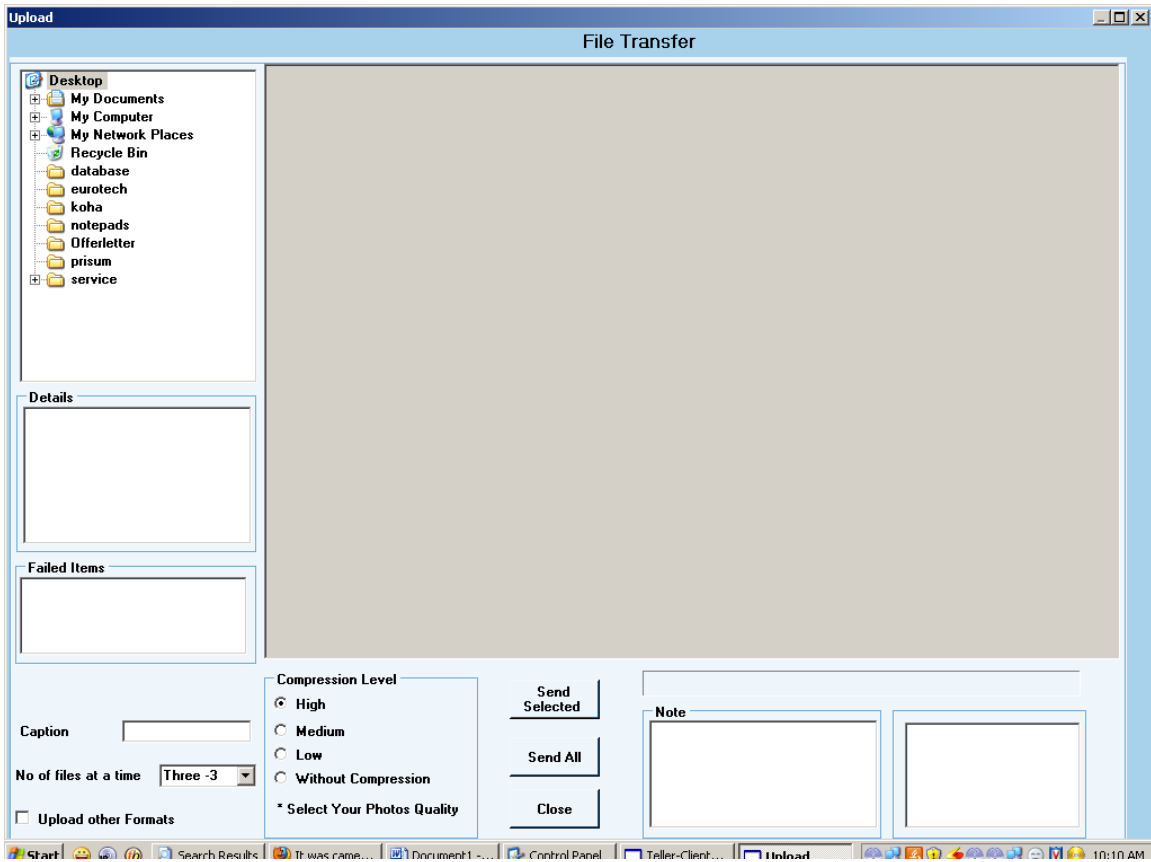 Upload
File Transfer
Desktop
My Documents
My Computer
My Network Places
Recycle Bin
database
eurotech
koha
notepads
Offerletter
prisum
service
Details
Failed Items
Caption
No of files at a time Three -3
Upload other Formats
Compression Level
High
Medium
Low
Without Compression
* Select Your Photos Quality
Send
Selected
Send All
Close
Note
Start Search Results It was came... Document1 -... Control Panel Teller-Client... Upload 10:10 AM